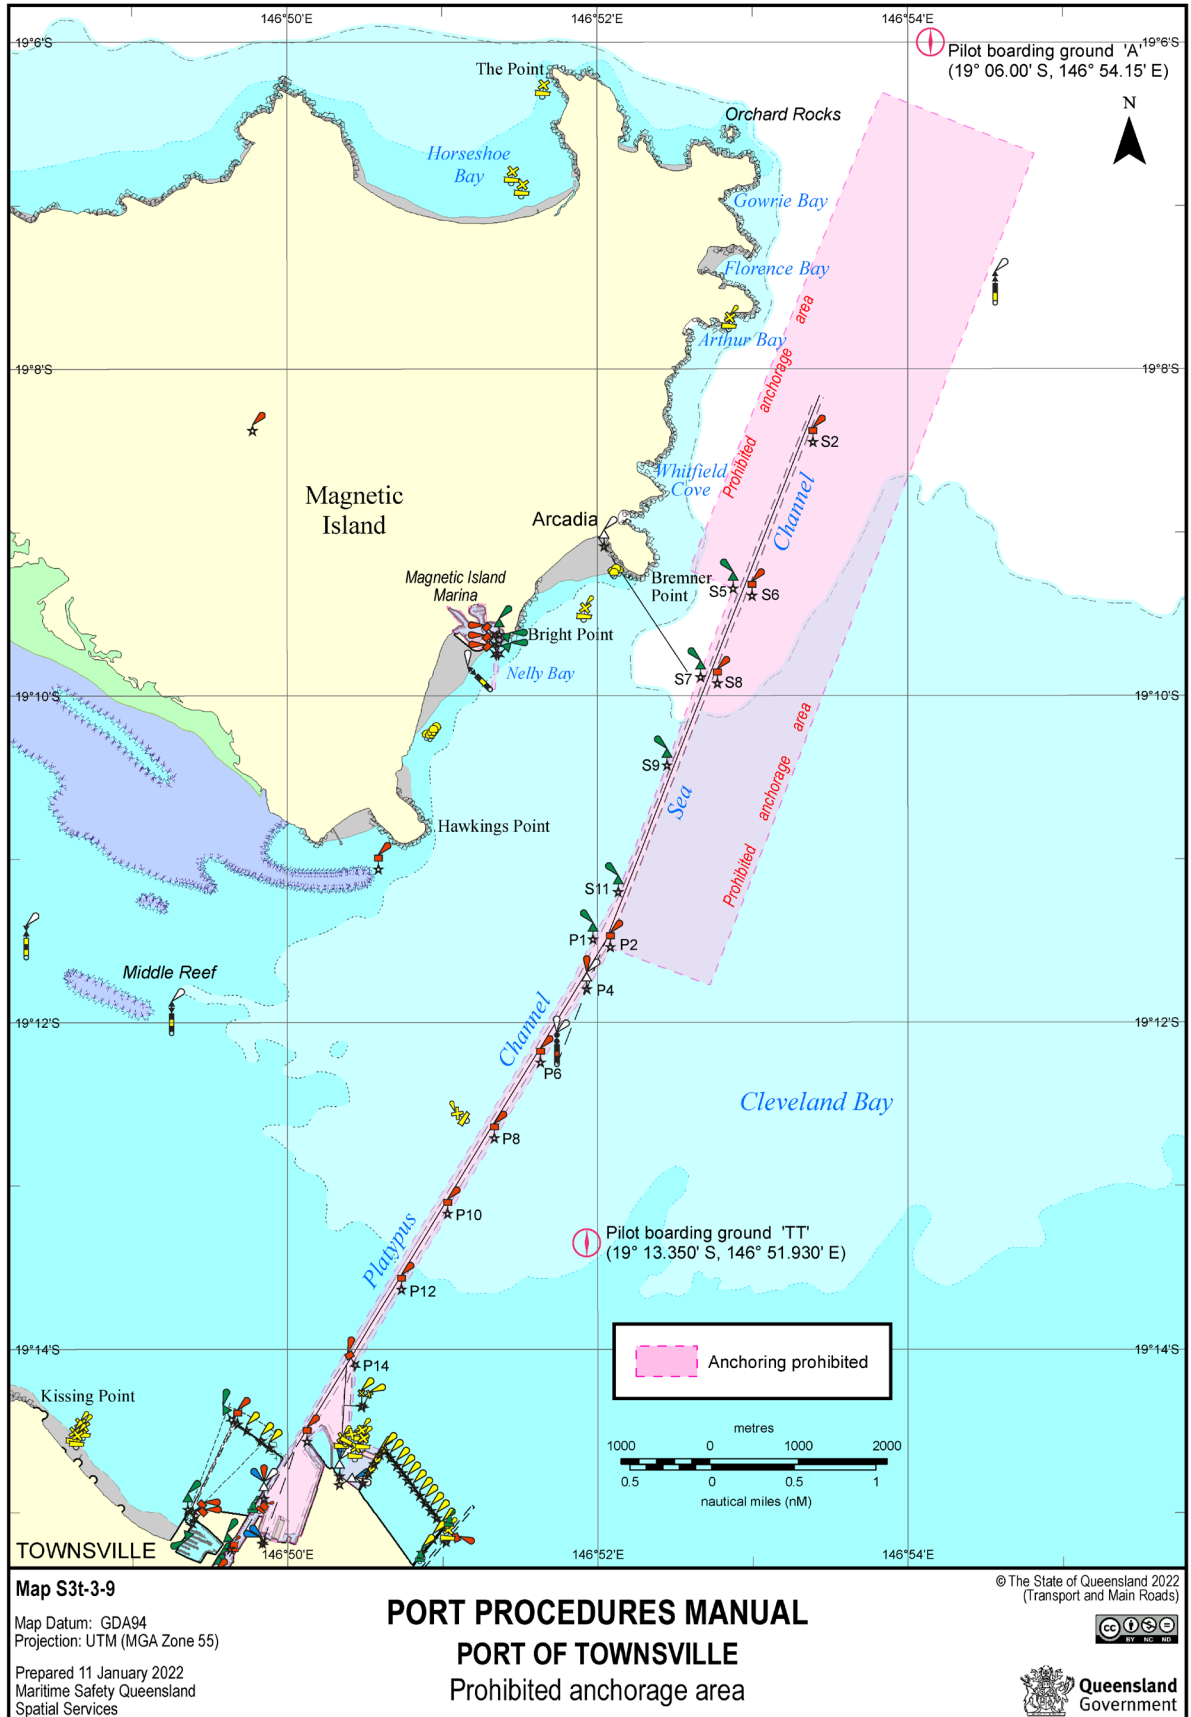 146°50'E
146°52'E
146°54'E
19°6'S
19°6'S
Pilot boarding ground 'A'
(19° 06.00' S, 146° 54.15' E)
The Point
N
Orchard Rocks
Horseshoe
Bay
Gowrie Bay
Florence Bay
Arthur Bay
area
anchorage
Prohibited
19°8'S
19°8'S
S2
Whitfield
Cove
Channel
Magnetic
Island
Arcadia
Magnetic Island
Marina
Bremner
Point
S5
S6
Bright Point
Nelly Bay
S7
S8
19°10'S
19°10'S
area
anchorage
Prohibited
S9
Sea
Hawkings Point
S11
P1
P2
Middle Reef
P4
19°12'S
19°12'S
Channel
P6
Cleveland Bay
P8
P10
Platypus
Pilot boarding ground 'TT'
(19° 13.350' S, 146° 51.930' E)
P12
19°14'S
19°14'S
P14
Anchoring prohibited
Kissing Point
metres
1000
0
1000
2000
0.5
0
0.5
1
nautical miles (nM)
TOWNSVILLE
146°50'E
146°52'E
146°54'E
Map S3t-3-9
Map Datum: GDA94
Projection: UTM (MGA Zone 55)
Prepared 11 January 2022
Maritime Safety Queensland
Spatial Services
PORT PROCEDURES MANUAL
PORT OF TOWNSVILLE
Prohibited anchorage area
© The State of Queensland 2022
(Transport and Main Roads)
cc
BY NC ND
Queensland
Government